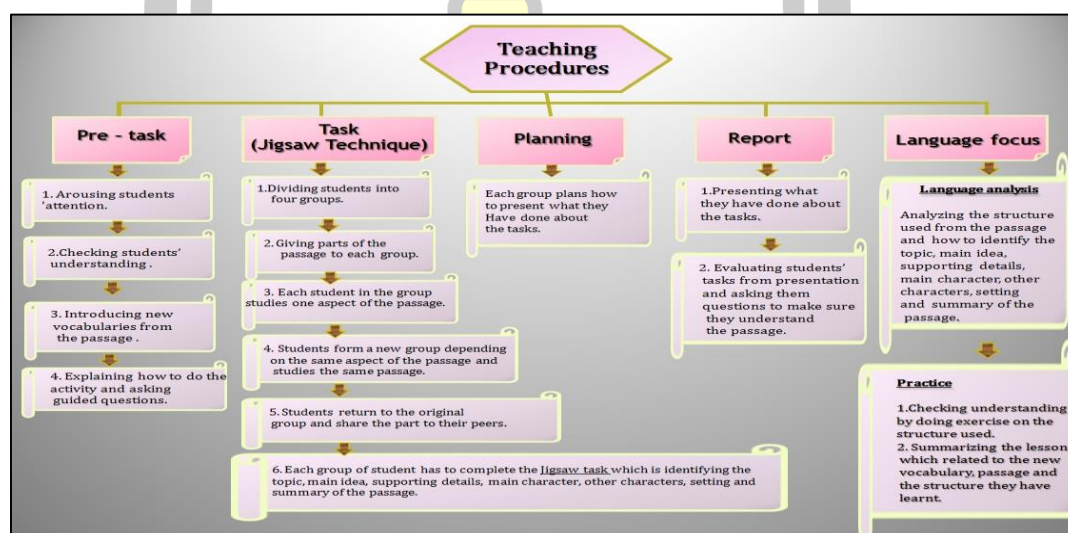 Teaching
Procedures
Pre - task
1. Arousing students
'attention.
2.Checking students'
understanding .
3. Introducing new
vocabularies from
the passage .
4. Explaining how to do the
activity and asking
guided questions.
Task
(Jigsaw Technique)
1.Dividing students into
four groups.
2. Giving parts of the
passage to each group.
3. Each student in the group
studies one aspect of the passage.
4. Students form a new group depending
on the same aspect of the passage and
studies the same passage.
5. Students return to the original
group and share the part to their peers.
6. Each group of student has to complete the Jigsaw task which is identifying the
topic, main idea, supporting details, main character, other characters, setting and
summary of the passage.
Planning
Each group plans how
to present what they
Have done about
the tasks.
Report
1.Presenting what
they have done about
the tasks.
2. Evaluating students'
tasks from presentation
and asking them
questions to make sure
they understand
the passage.
Language focus
Language analysis
Analyzing the structure
used from the passage
and how to identify the
topic, main idea,
supporting details,
main character, other
characters, setting
and summary of the
passage.
Practice
1.Checking understanding
by doing exercise on the
structure used.
2. Summarizing the lesson
which related to the new
vocabulary, passage and
the structure they have
learnt.